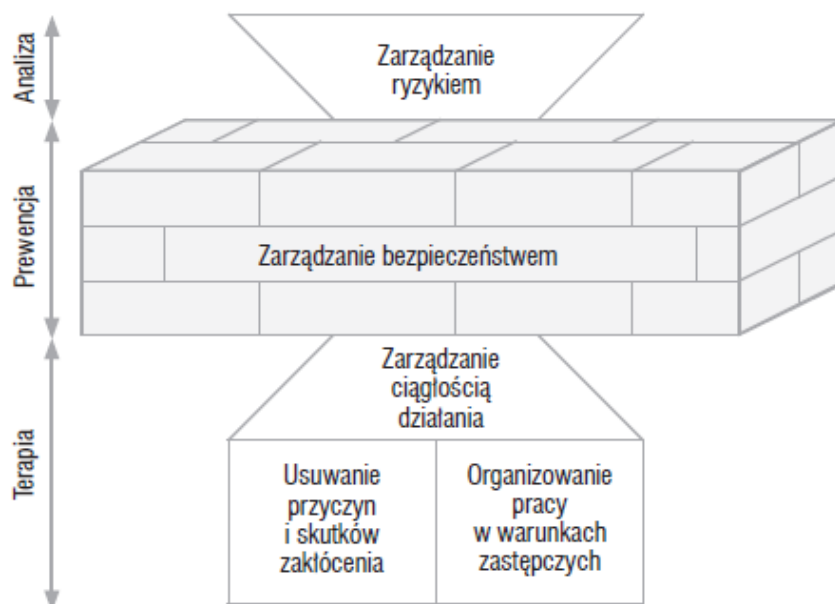 Analiza
Zarządzanie
ryzykiem
Prewencja
Zarządzanie bezpieczeństwem
Terapia
Zarządzanie
ciągłością
działania
Usuwanie
przyczyn
i skutków
zakłócenia
Organizowanie
pracy
w warunkach
zastępczych